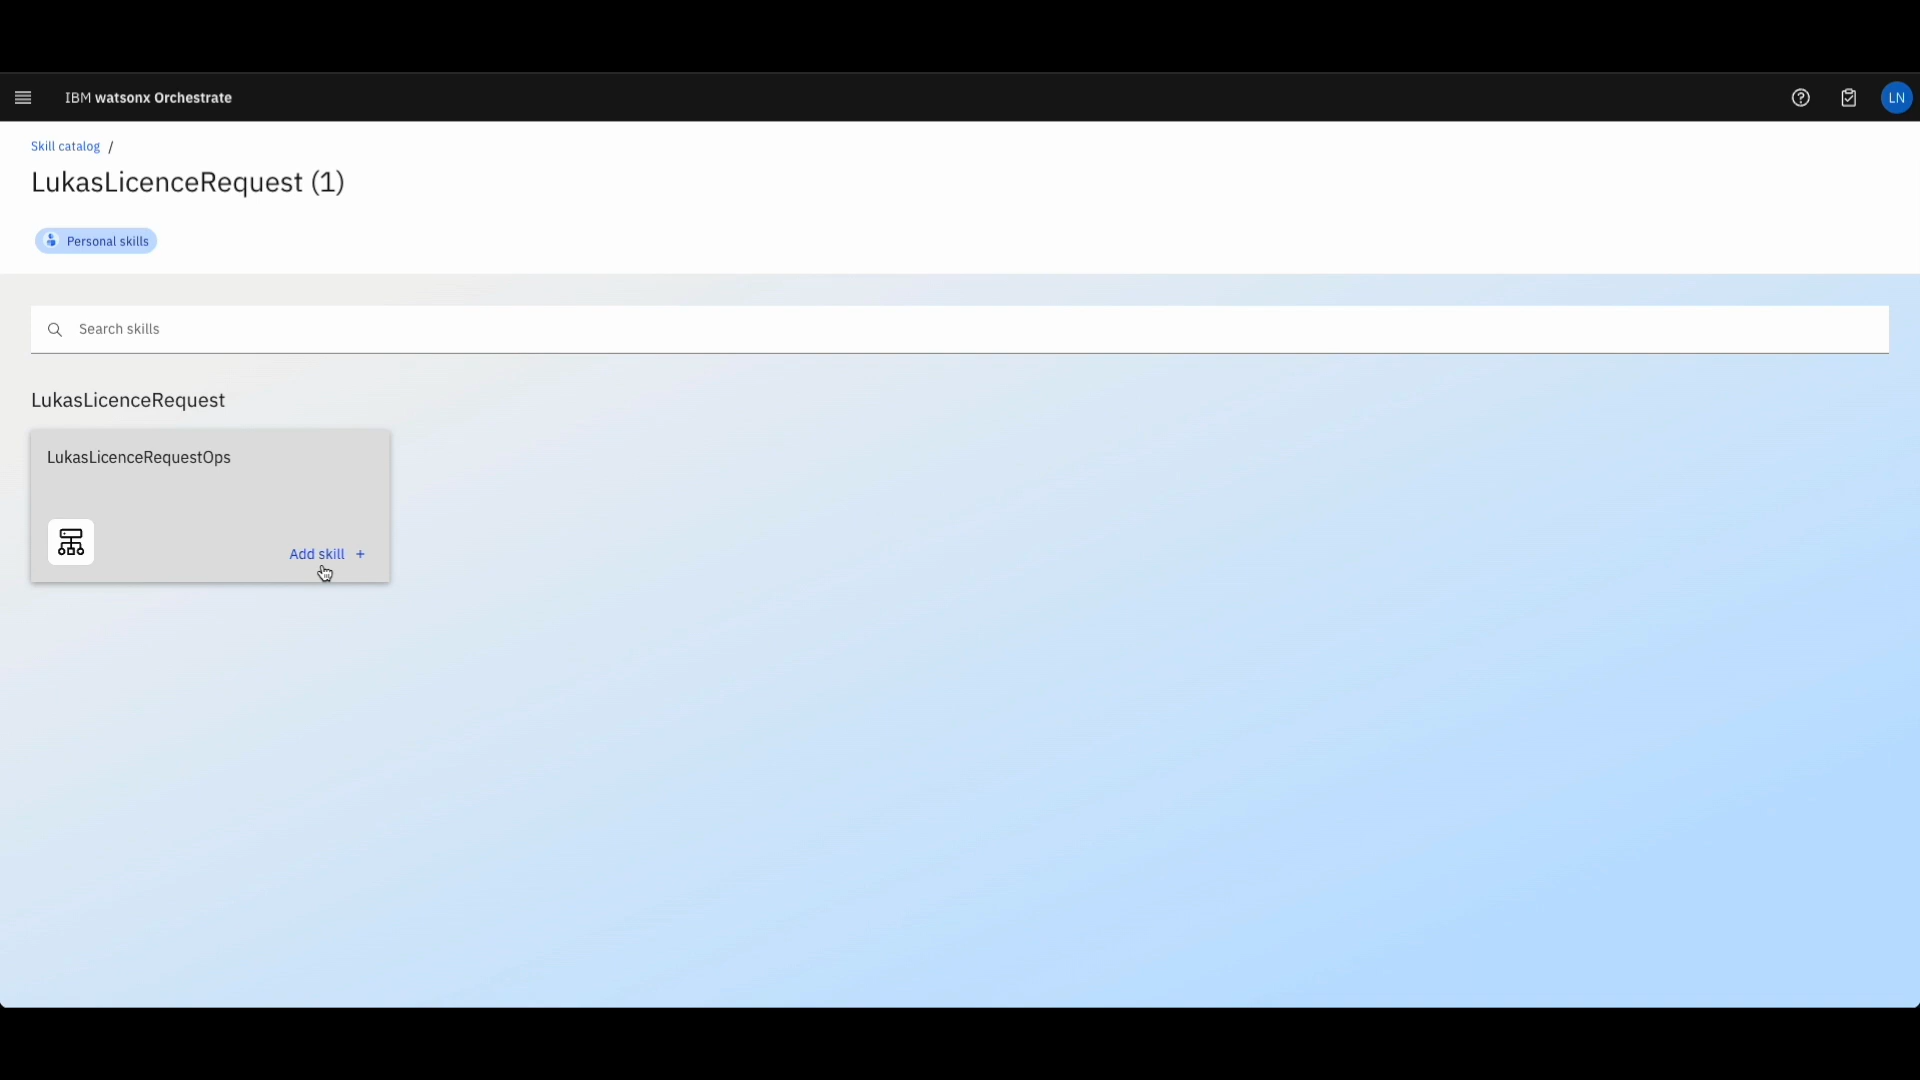 IBM watsonx Orchestrate
LN
Skill catalog /
LukasLicenceRequest (1)
Personal skills
Search skills
LukasLicenceRequest
LukasLicenceRequestOps
Add skill +